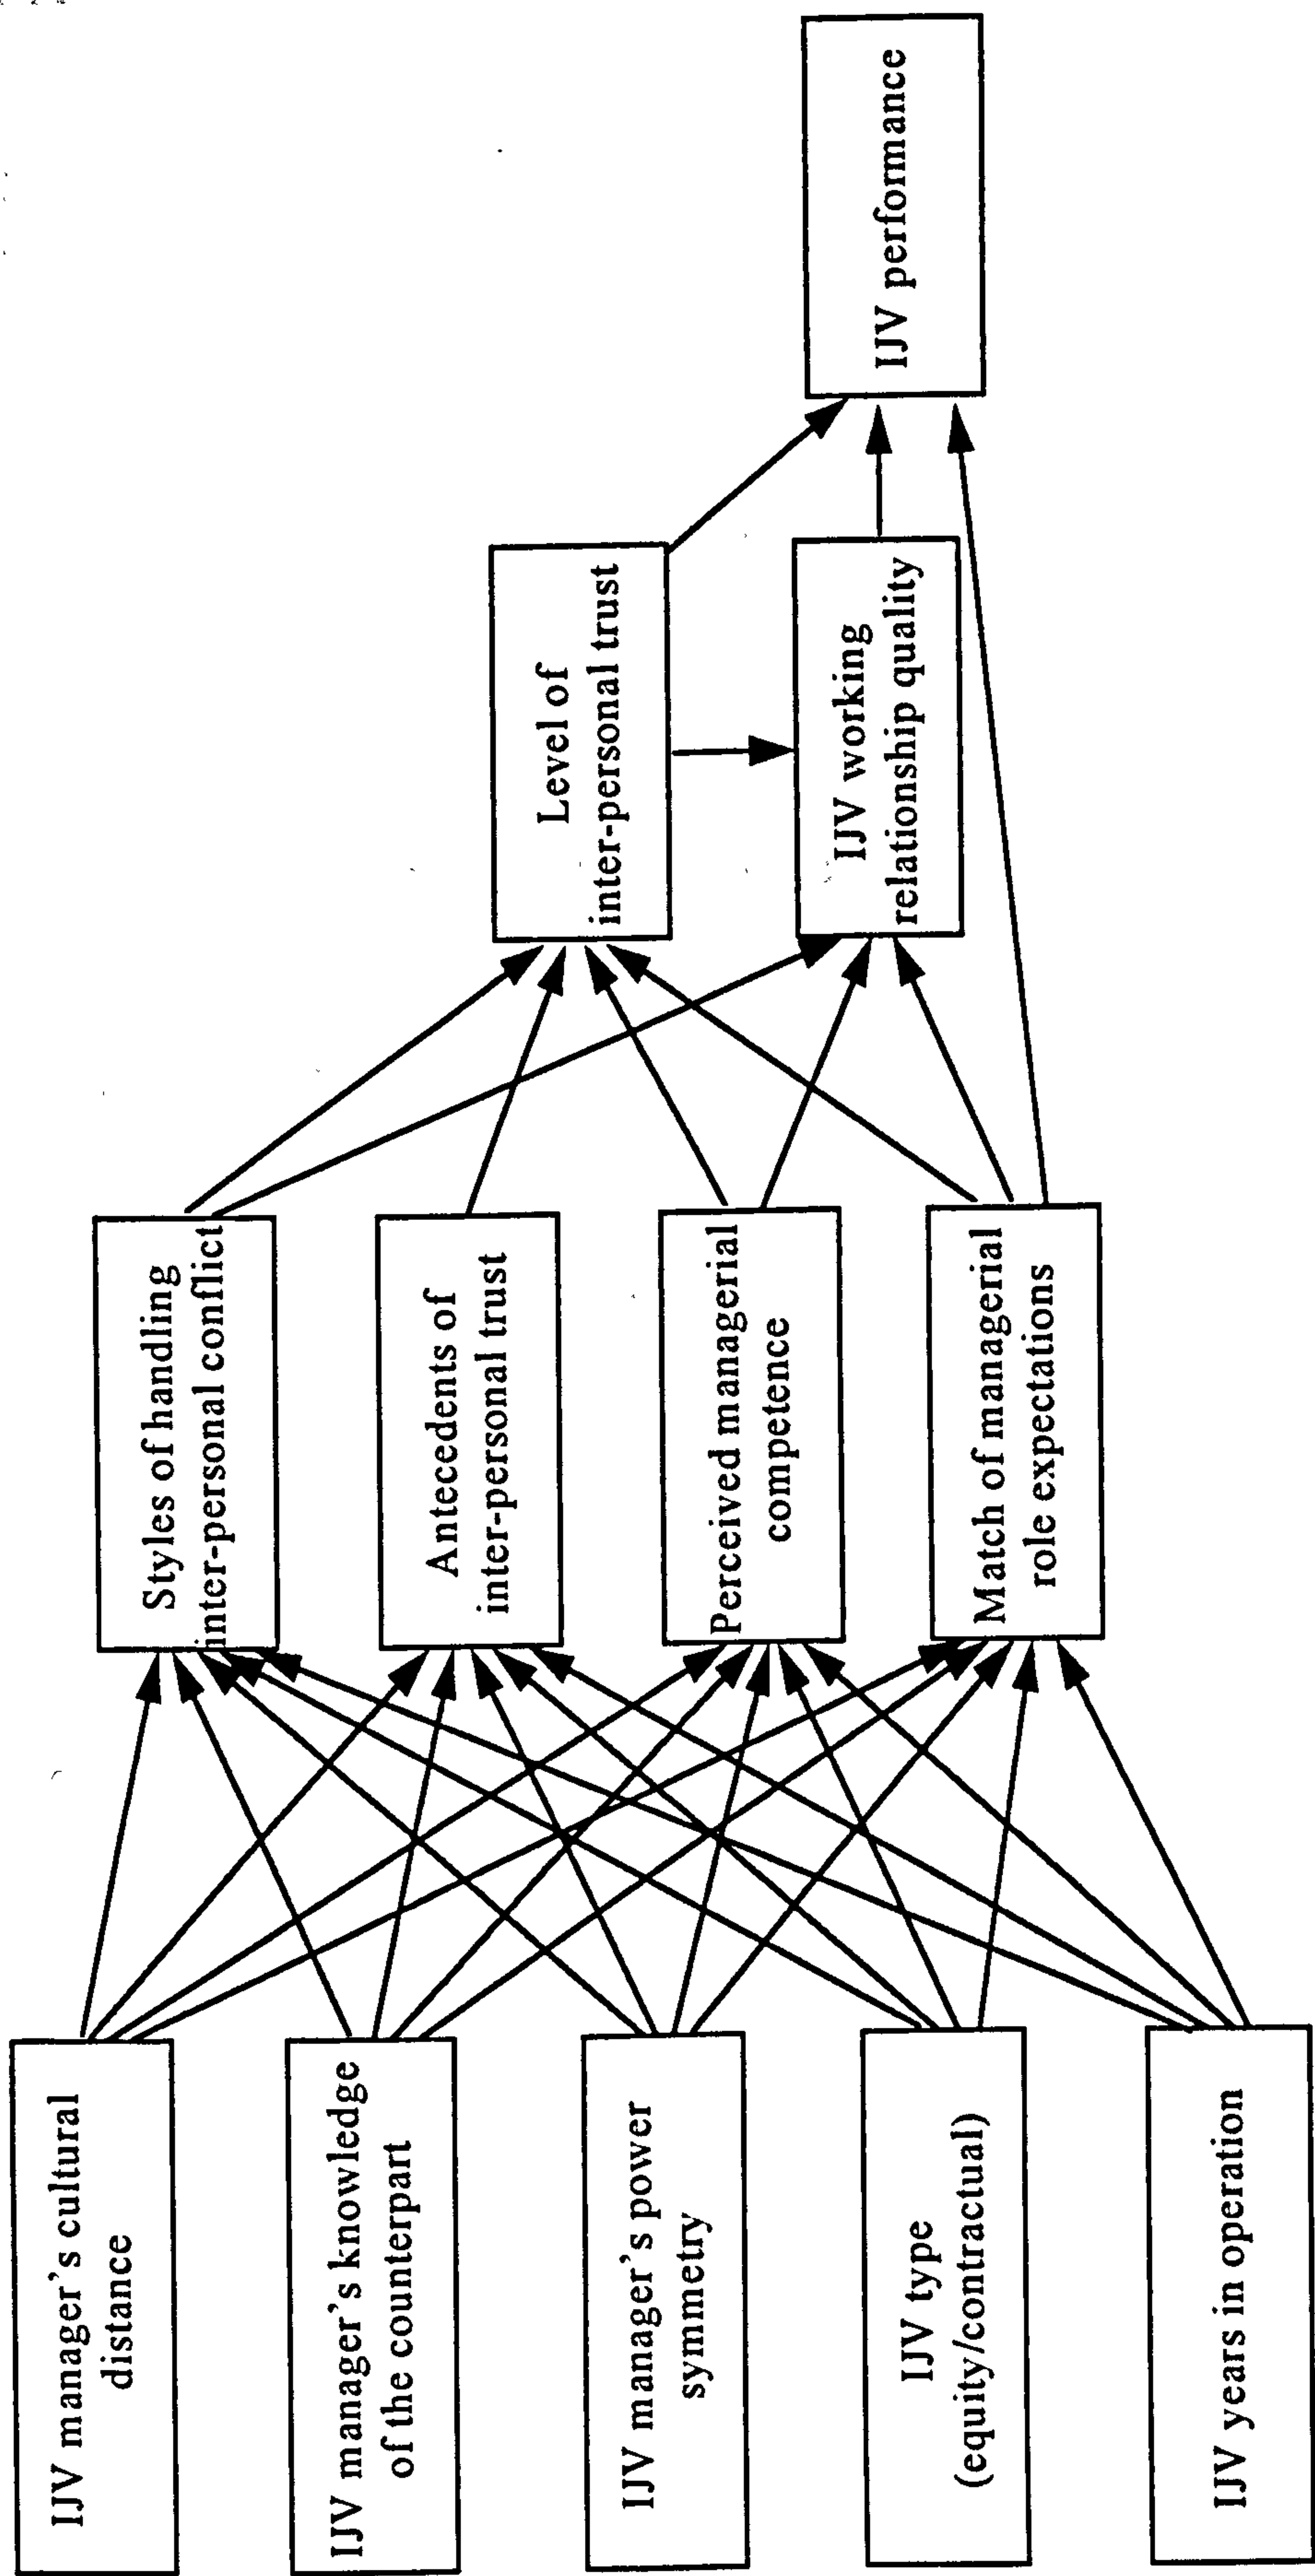 IJV manager's cultural
distance
IJV manager's knowledge
of the counterpart
IJV manager's power
symmetry
IJV type
(equity/contractual)
IJV years in operation
Styles of handling
inter-personal conflict
Antecedents of
inter-personal trust
Perceived managerial
competence
Match of managerial
role expectations
Level of
inter-personal trust
IJV working
relationship quality
IJV performance